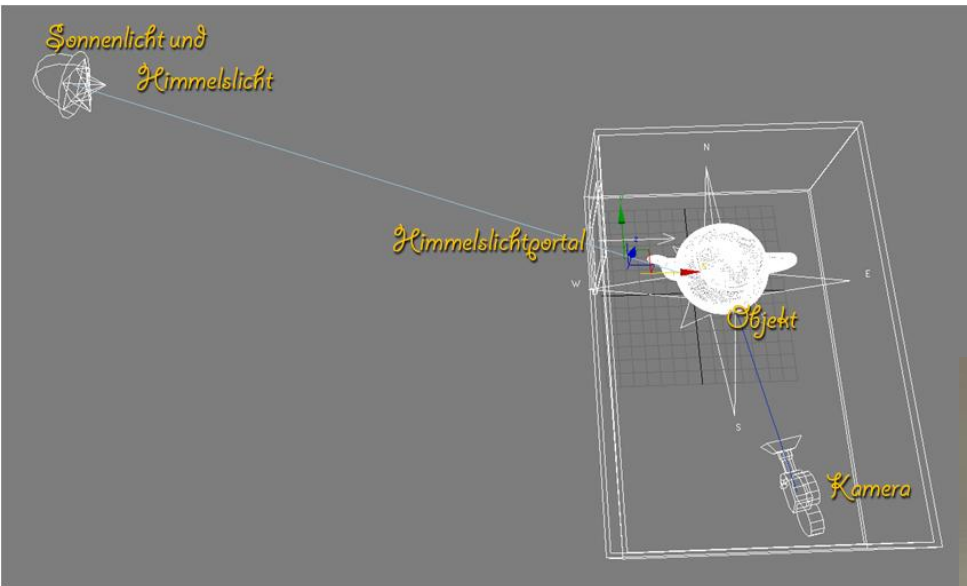 Sonnenlicht und
Himmelslicht
N
Himmelslichtportal
z
W
E
Objekt
S
Kamera